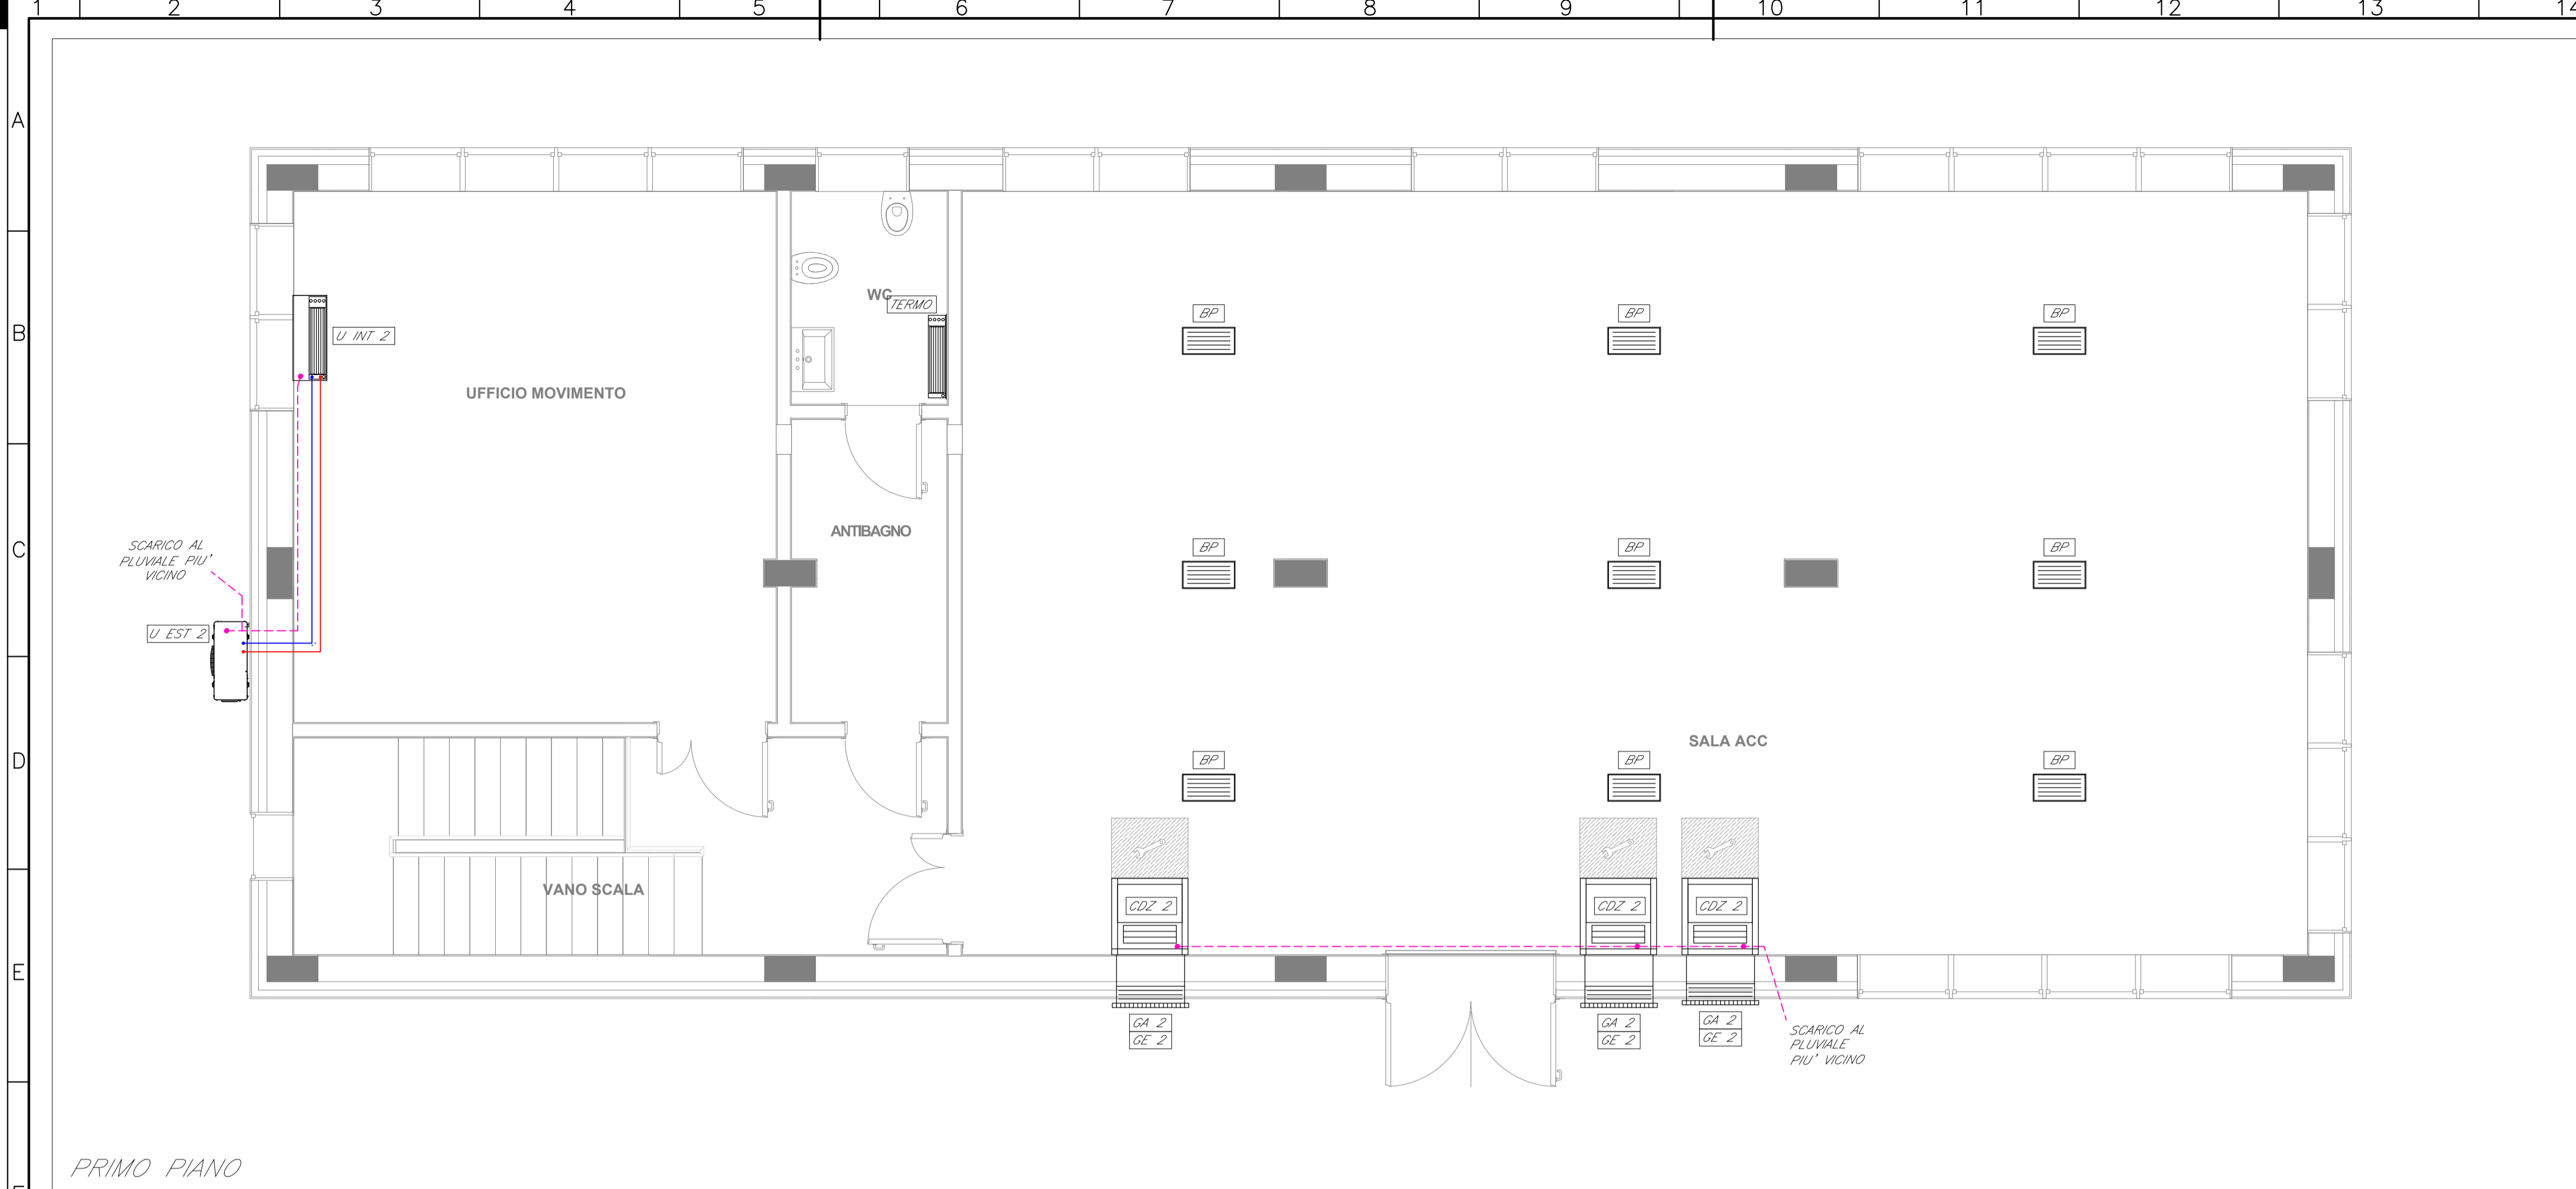 1 2 3 4 5 6 7 8 9 10 11 12 13 14
A
B
C
D
E
WC
TERMO
U INT 2
BP BP BP
UFFICIO MOVIMENTO
ANTIBAGNO
SCARICO AL
PLUVIALE PIU'
VICINO
BP BP BP
U EST 2
SALA ACC
BP BP BP
VANO SCALA
CDZ 2 CDZ 2 CDZ 2
GA 2 GA 2 GA 2
GE 2 GE 2 GE 2
SCARICO AL
PLUVIALE
PIU' VICINO
PRIMO PIANO